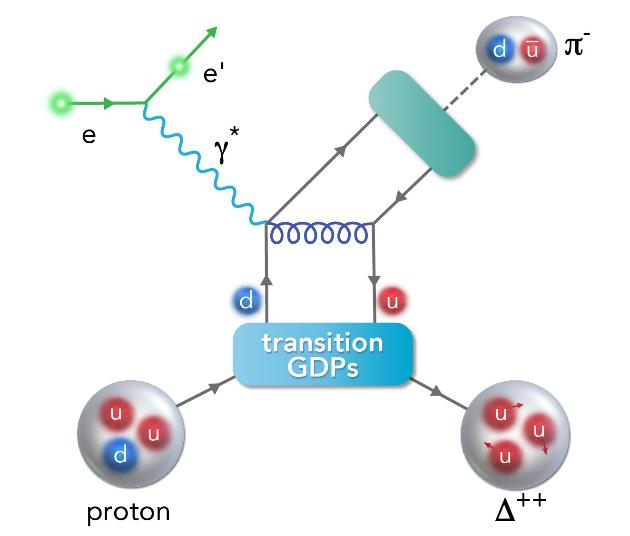 d ū π⁻
e'
e
γ*
d
u
transition
GDPs
u
u
d
u
u
u
proton
Δ⁺⁺